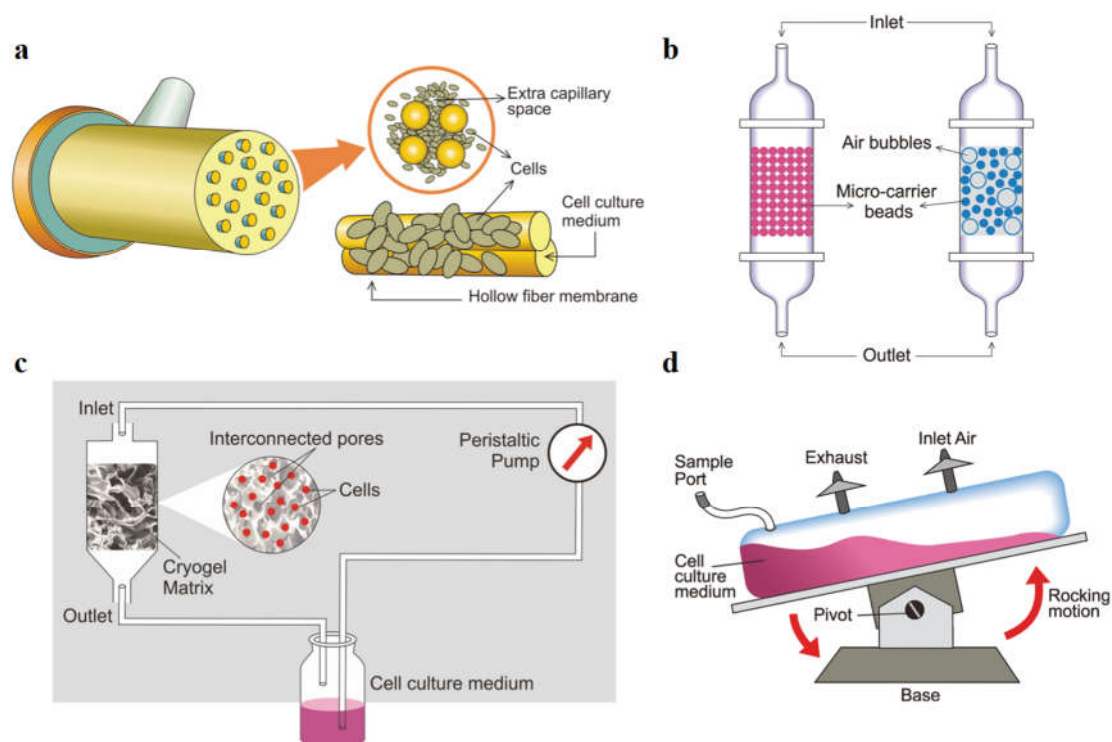 a
Extra capillary
space
Cells
Cell culture
medium
Hollow fiber membrane
b
Inlet
Air bubbles
Micro-carrier
beads
Outlet
c
Inlet
Interconnected pores
Cells
Peristaltic
Pump
Cryogel
Matrix
Outlet
Cell culture medium
d
Sample
Port
Exhaust
Inlet Air
Cell
culture
medium
Pivot
Rocking
motion
Base